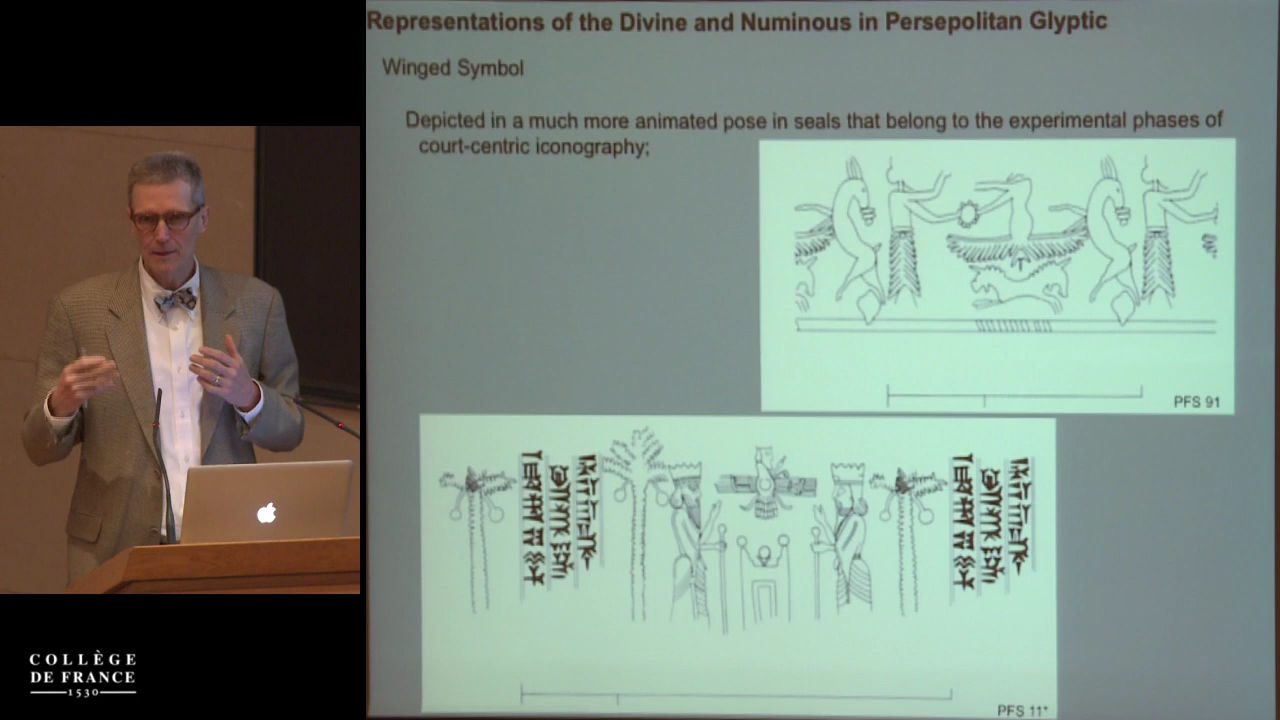 Representations of the Divine and Numinous in Persepolitan Glyptic
Winged Symbol
Depicted in a much more animated pose in seals that belong to the experimental phases of
court-centric iconography;
PFS 91
PFS 11*
COLLÈGE
DE FRANCE
1530